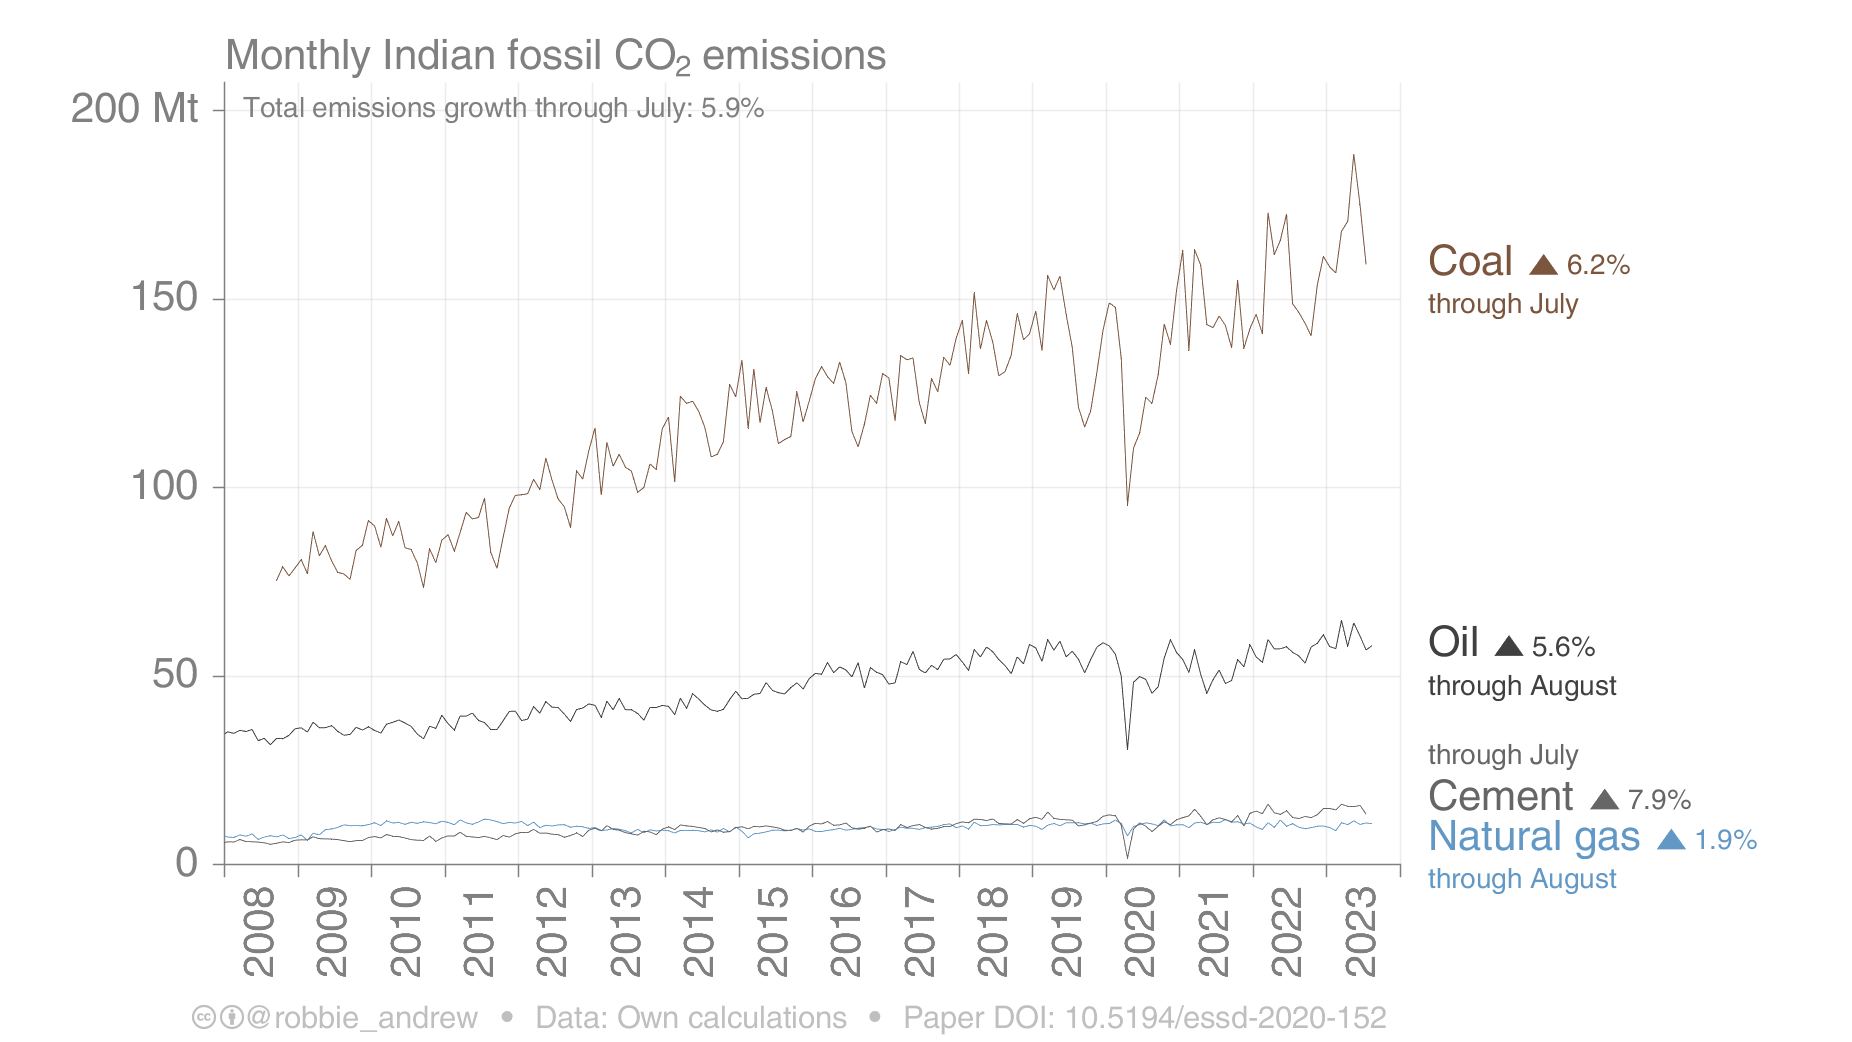 Monthly Indian fossil CO₂ emissions
Total emissions growth through July: 5.9%
200 Mt
150
100
50
0
Coal ▲ 6.2%
through July
Oil ▲ 5.6%
through August
through July
Cement ▲ 7.9%
Natural gas ▲ 1.9%
through August
2008 2009 2010 2011 2012 2013 2014 2015 2016 2017 2018 2019 2020 2021 2022 2023
@robbie_andrew • Data: Own calculations • Paper DOI: 10.5194/essd-2020-152